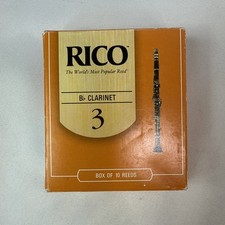 RICO
The World's Most Popular Reed
B♭ CLARINET
3
BOX OF 10 REEDS